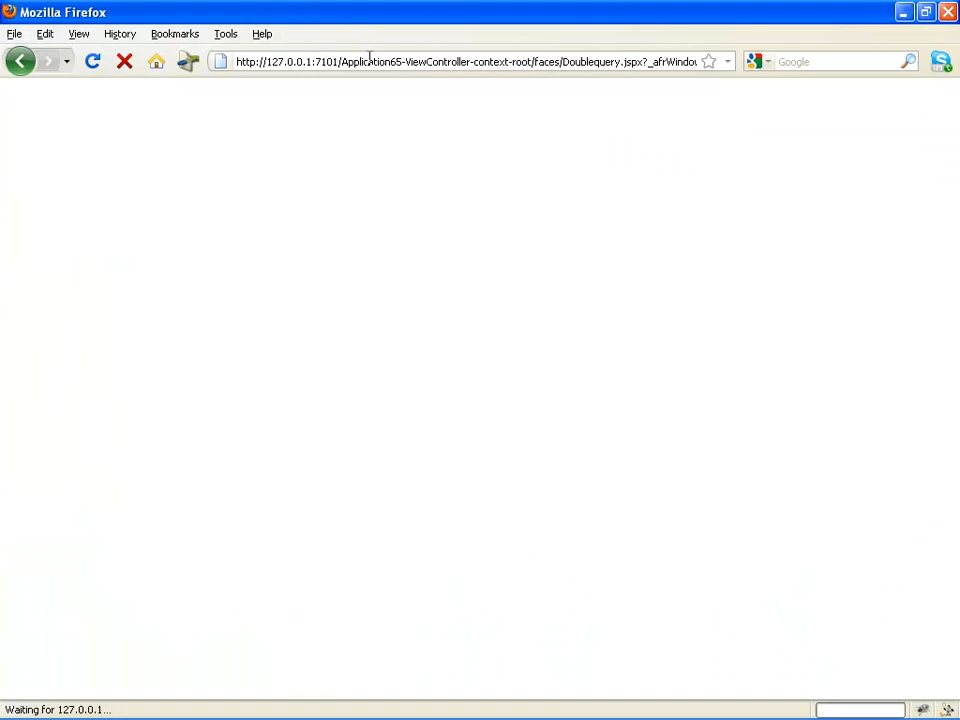 Mozilla Firefox
File Edit View History Bookmarks Tools Help
http://127.0.0.1:7101/Application65-ViewController-context-root/faces/Doublequery.jspx?_afrWindow Google
Waiting for 127.0.0.1...